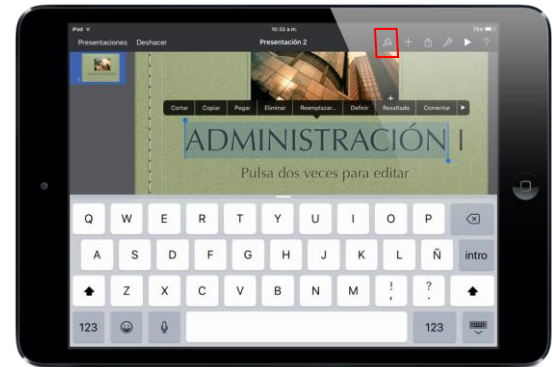 iPad
10:33 a.m.
75%
Presentaciones Deshacer Presentación 2 + ?
1
Cortar Copiar Pegar Eliminar Reemplazar... Definir Resaltado Comentar
ADMINISTRACIÓN I
Pulsa dos veces para editar
Q W E R T Y U I O P
A S D F G H J K L Ñ intro
Z X C V B N M ! , ? .
123 123